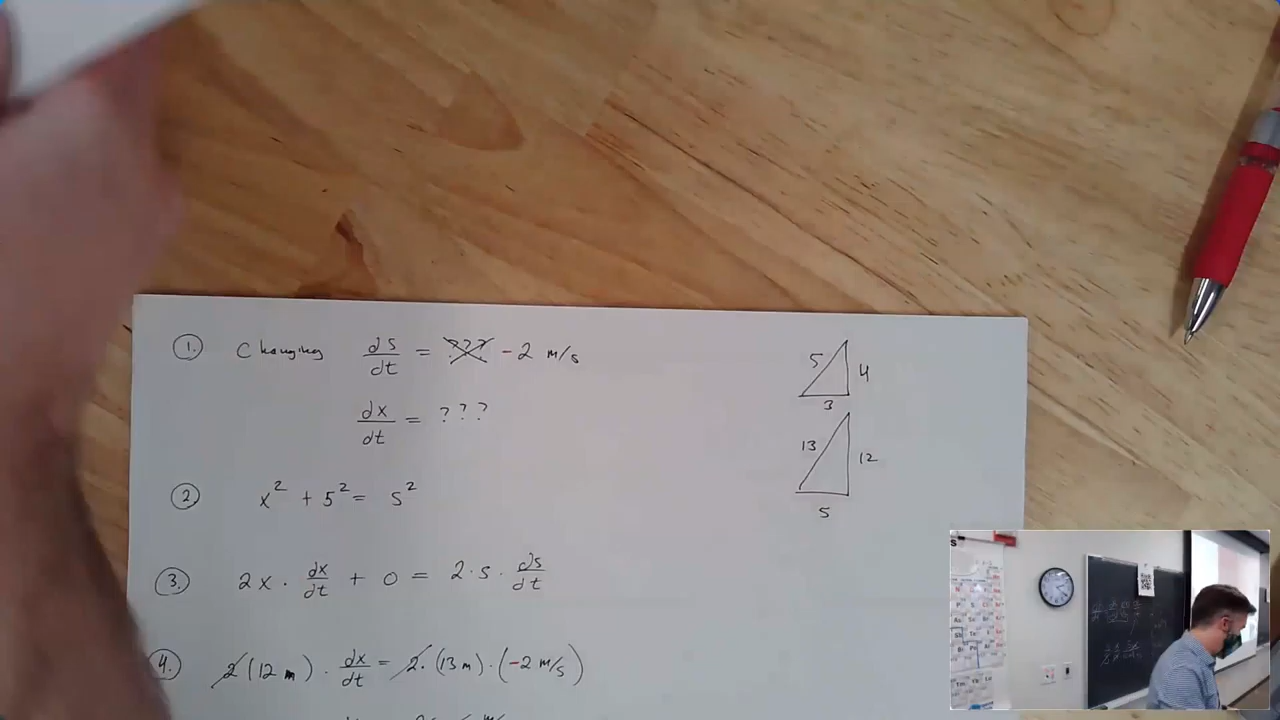 1. Changing ds/dt = ??? -2 m/s
dx/dt = ???
2. x² + 5² = s²
3. 2x · dx/dt + 0 = 2·s · ds/dt
4. 2(12 m) · dx/dt = 2·(13 m)·(-2 m/s)
5
4
3
13
12
5